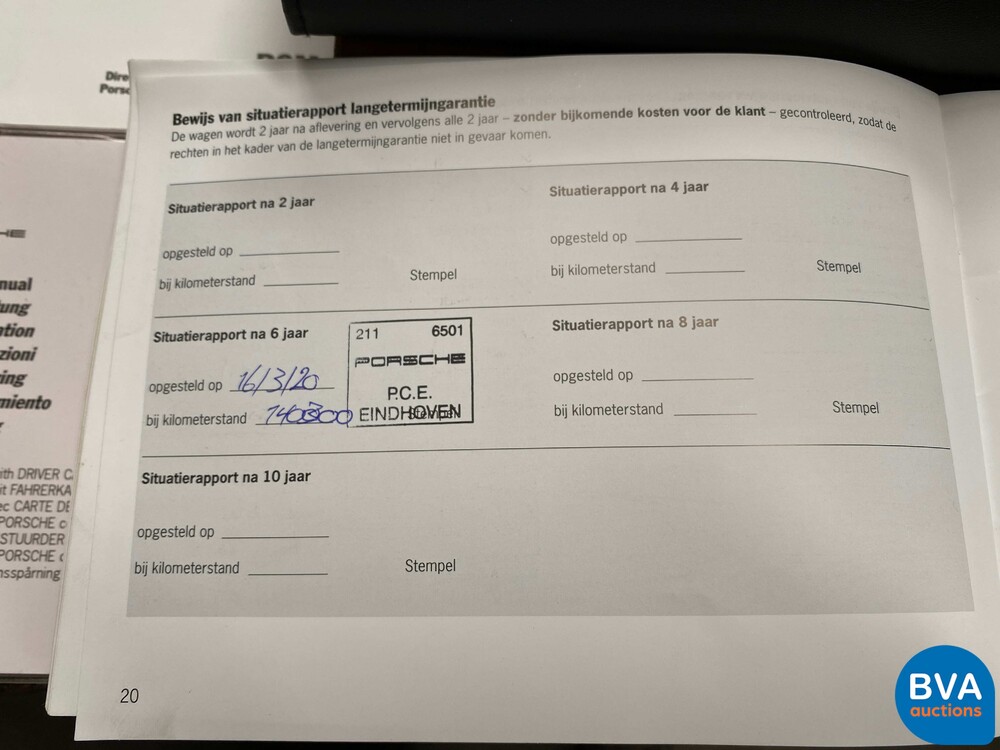 Dire
Porsc
HE
nual
ung
ntion
zioni
ing
miento
ith DRIVER C
it FAHRERKA
ec CARTE DE
PORSCHE
STUURDER
PORSCHE
nsspårning
Bewijs van situatierapport langetermijngarantie
De wagen wordt 2 jaar na aflevering en vervolgens alle 2 jaar – zonder bijkomende kosten voor de klant – gecontroleerd, zodat de
rechten in het kader van de langetermijngarantie niet in gevaar komen.
Situatierapport na 2 jaar
opgesteld op
bij kilometerstand
Stempel
Situatierapport na 4 jaar
opgesteld op
bij kilometerstand
Stempel
Situatierapport na 6 jaar
opgesteld op 16/3/20
bij kilometerstand
Stempel
211 6501
PORSCHE
P.C.E.
EINDHOVEN
Situatierapport na 8 jaar
opgesteld op
bij kilometerstand
Stempel
Situatierapport na 10 jaar
opgesteld op
bij kilometerstand
Stempel
20
BVA
auctions